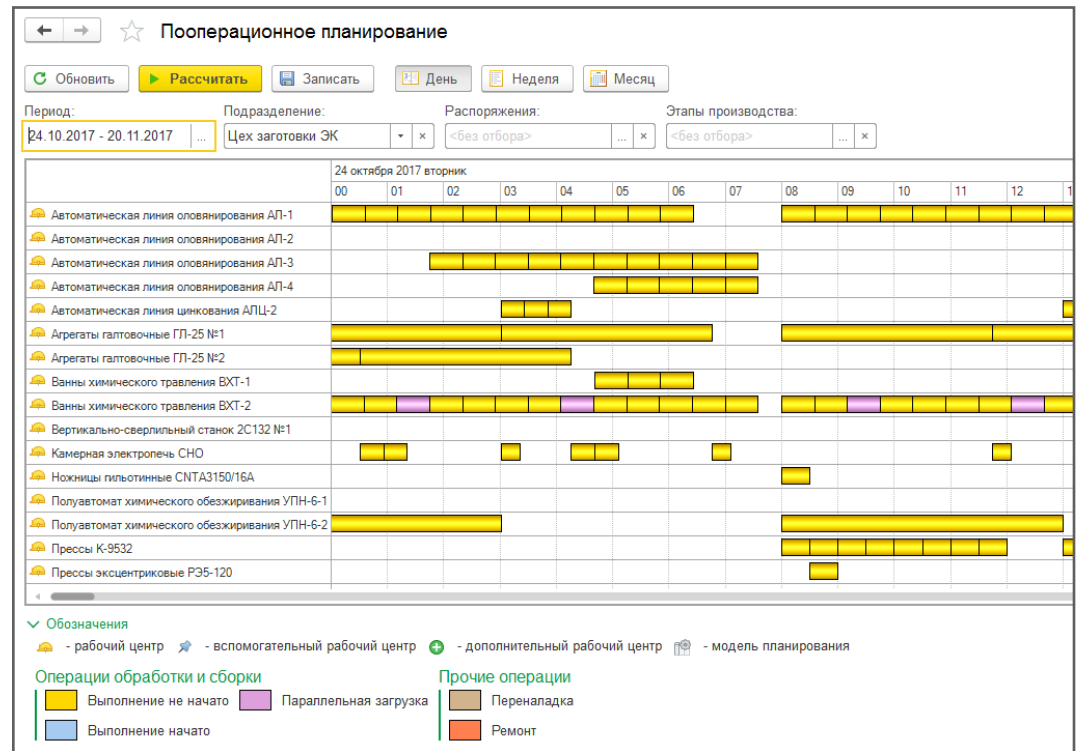 Пооперационное планирование
Обновить Рассчитать Записать День Неделя Месяц
Период: Подразделение: Распоряжения: Этапы производства:
24.10.2017 - 20.11.2017 ... Цех заготовки ЭК × <без отбора> ... × <без отбора> ... ×
24 октября 2017 вторник
00 01 02 03 04 05 06 07 08 09 10 11 12 1
Автоматическая линия оловянирования АЛ-1
Автоматическая линия оловянирования АЛ-2
Автоматическая линия оловянирования АЛ-3
Автоматическая линия оловянирования АЛ-4
Автоматическая линия цинкования АЛЦ-2
Агрегаты галтовочные ГЛ-25 №1
Агрегаты галтовочные ГЛ-25 №2
Ванны химического травления ВХТ-1
Ванны химического травления ВХТ-2
Вертикально-сверлильный станок 2С132 №1
Камерная электропечь СНО
Ножницы гильотинные CNTA3150/16A
Полуавтомат химического обезжиривания УПН-6-1
Полуавтомат химического обезжиривания УПН-6-2
Прессы К-9532
Прессы эксцентриковые РЭ5-120
Обозначения
- рабочий центр - вспомогательный рабочий центр - дополнительный рабочий центр - модель планирования
Операции обработки и сборки Прочие операции
Выполнение не начато Параллельная загрузка Переналадка
Выполнение начато Ремонт